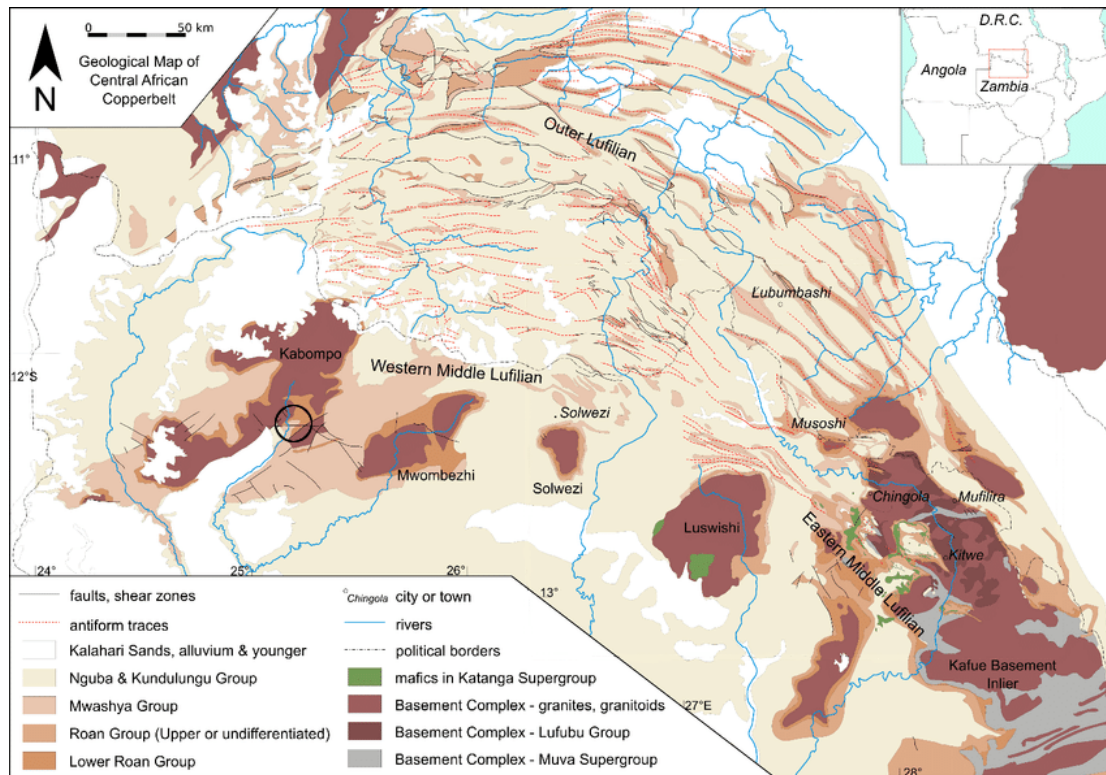 0 50 km
Geological Map of
Central African
Copperbelt
N
D.R.C.
Angola
Zambia
11°
12°S
Outer Lufilian
Lubumbashi
Kabompo
Western Middle Lufilian
Solwezi
Musoshi
Mwombezhi
Solwezi
Luswishi
Chingola
Mufilira
Kitwe
Eastern Middle Lufilian
Kafue Basement
Inlier
24°
25°
26°
13°
27°E
28°
faults, shear zones
antiform traces
Kalahari Sands, alluvium & younger
Nguba & Kundulungu Group
Mwashya Group
Roan Group (Upper or undifferentiated)
Lower Roan Group
Chingola city or town
rivers
political borders
mafics in Katanga Supergroup
Basement Complex - granites, granitoids
Basement Complex - Lufubu Group
Basement Complex - Muva Supergroup